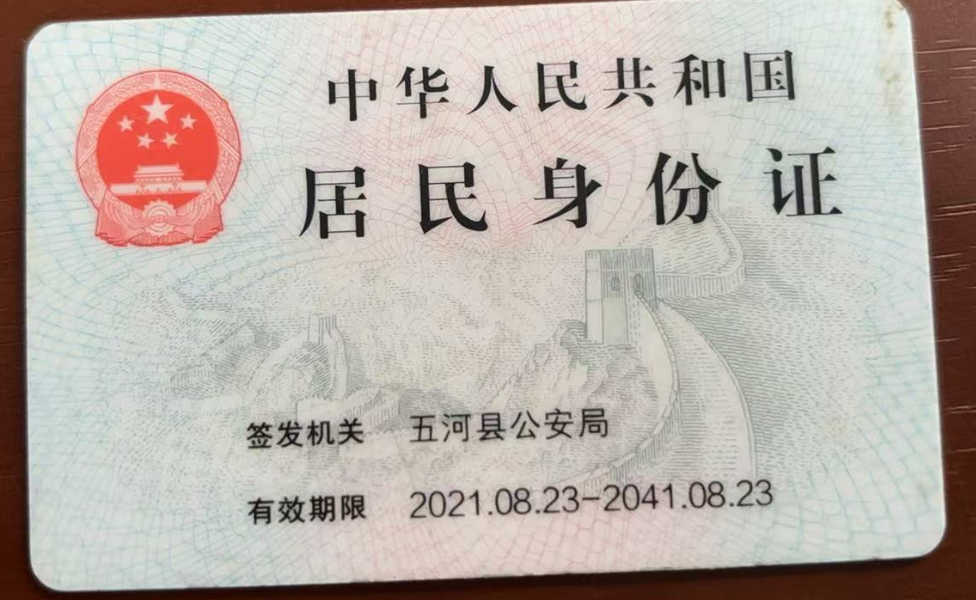 中华人民共和国
居民身份证
签发机关 五河县公安局
有效期限 2021.08.23-2041.08.23